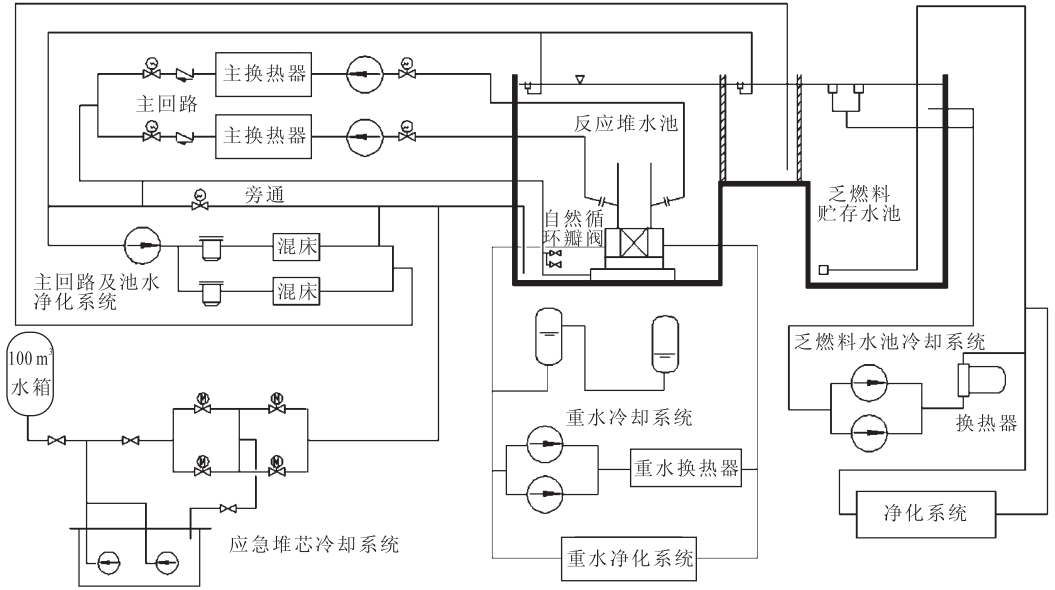 主换热器
主回路
主换热器
反应堆水池
旁通
乏燃料
贮存水池
自然循
环瓣阀
混床
混床
主回路及池水
净化系统
100 m³
水箱
乏燃料水池冷却系统
换热器
重水冷却系统
重水换热器
净化系统
应急堆芯冷却系统
重水净化系统